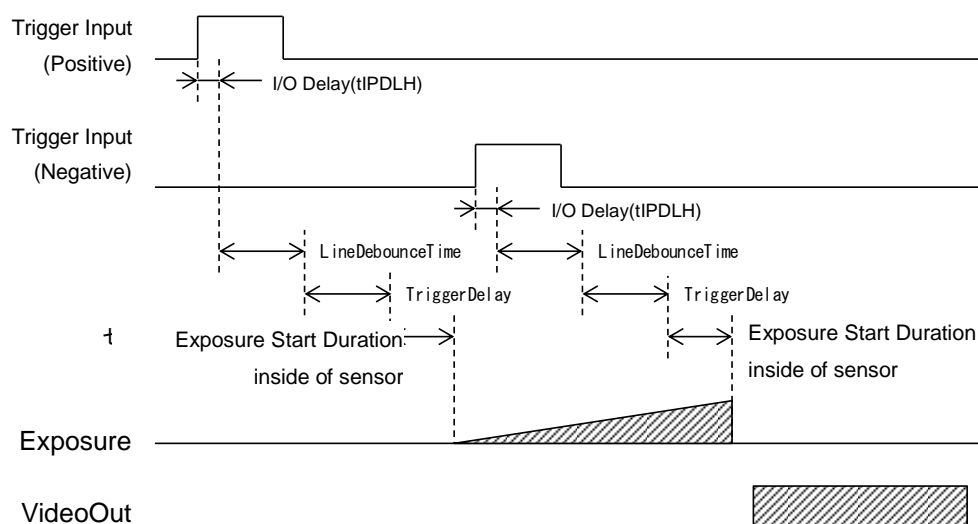 Trigger Input
(Positive)
I/O Delay(tIPDLH)
Trigger Input
(Negative)
I/O Delay(tIPDLH)
LineDebounceTime
LineDebounceTime
TriggerDelay
TriggerDelay
Exposure Start Duration
inside of sensor
Exposure Start Duration
inside of sensor
Exposure
VideoOut